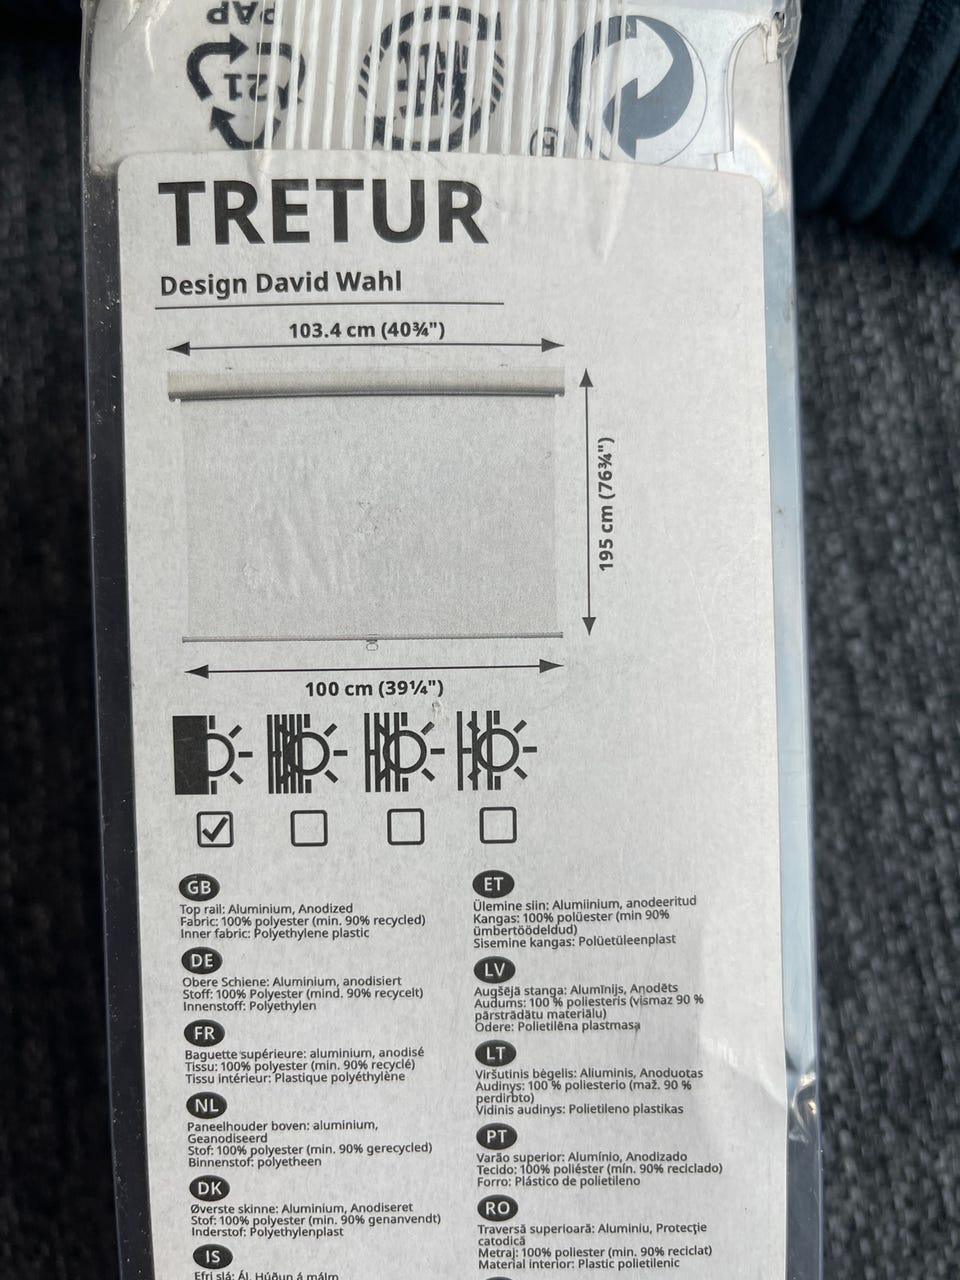 PAP
21
TRETUR
Design David Wahl
103.4 cm (40¾")
195 cm (76¾")
100 cm (39¼")
GB
Top rail: Aluminium, Anodized
Fabric: 100% polyester (min. 90% recycled)
Inner fabric: Polyethylene plastic
DE
Obere Schiene: Aluminium, anodisiert
Stoff: 100% Polyester (mind. 90% recycelt)
Innenstoff: Polyethylen
FR
Baguette supérieure: aluminium, anodisé
Tissu: 100% polyester (min. 90% recyclé)
Tissu intérieur: Plastique polyéthylène
NL
Paneelhouder boven: aluminium,
Geanodiseerd
Stof: 100% polyester (min. 90% gerecycled)
Binnenstof: polyetheen
DK
Øverste skinne: Aluminium, Anodiseret
Stof: 100% polyester (min. 90% genanvendt)
Inderstof: Polyethylenplast
IS
Efri slá: Ál, Húðun á málm
ET
Ülemine siin: Alumiinium, anodeeritud
Kangas: 100% polüester (min 90%
ümbertöödeldud)
Sisemine kangas: Polüetüleenplast
LV
Augšējā stanga: Alumīnijs, Anodēts
Audums: 100 % poliesteris (vismaz 90 %
pārstrādātu materiālu)
Odere: Polietilēna plastmasa
LT
Viršutinis bėgelis: Aliuminis, Anoduotas
Audinys: 100 % poliesterio (maž. 90 %
perdirbto)
Vidinis audinys: Polietileno plastikas
PT
Varão superior: Alumínio, Anodizado
Tecido: 100% poliéster (mín. 90% reciclado)
Forro: Plástico de polietileno
RO
Traversă superioară: Aluminiu, Protecţie
catodică
Metraj: 100% poliester (min. 90% reciclat)
Material interior: Plastic polietilenic